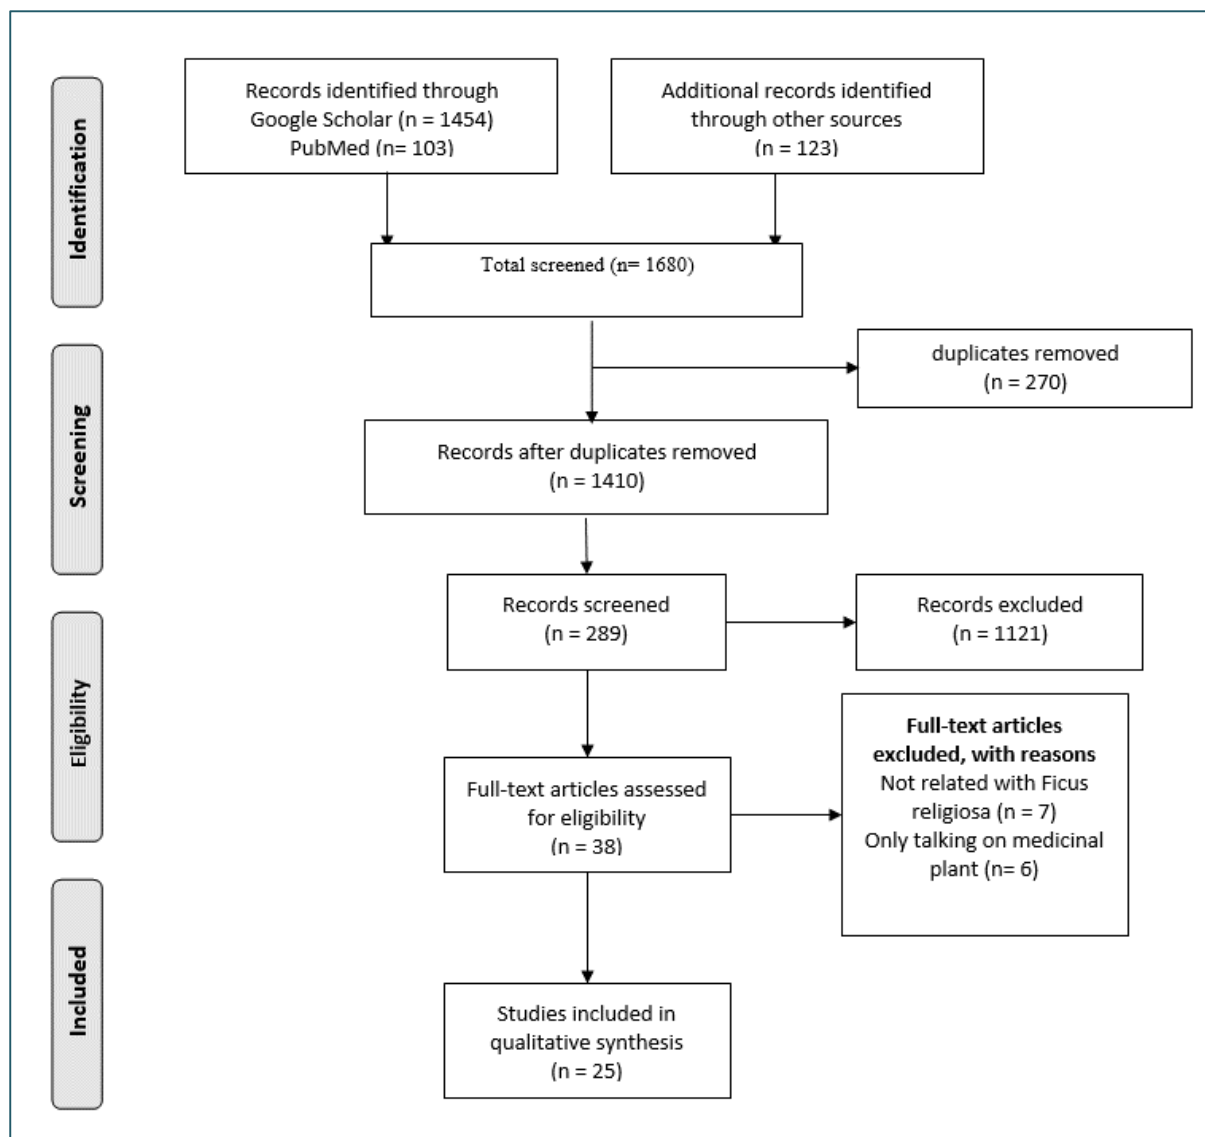 Identification
Records identified through
Google Scholar (n = 1454)
PubMed (n= 103)
Additional records identified
through other sources
(n = 123)
Total screened (n= 1680)
Screening
duplicates removed
(n = 270)
Records after duplicates removed
(n = 1410)
Records screened
(n = 289)
Records excluded
(n = 1121)
Eligibility
Full-text articles assessed
for eligibility
(n = 38)
Full-text articles
excluded, with reasons
Not related with Ficus
religiosa (n = 7)
Only talking on medicinal
plant (n= 6)
Included
Studies included in
qualitative synthesis
(n = 25)